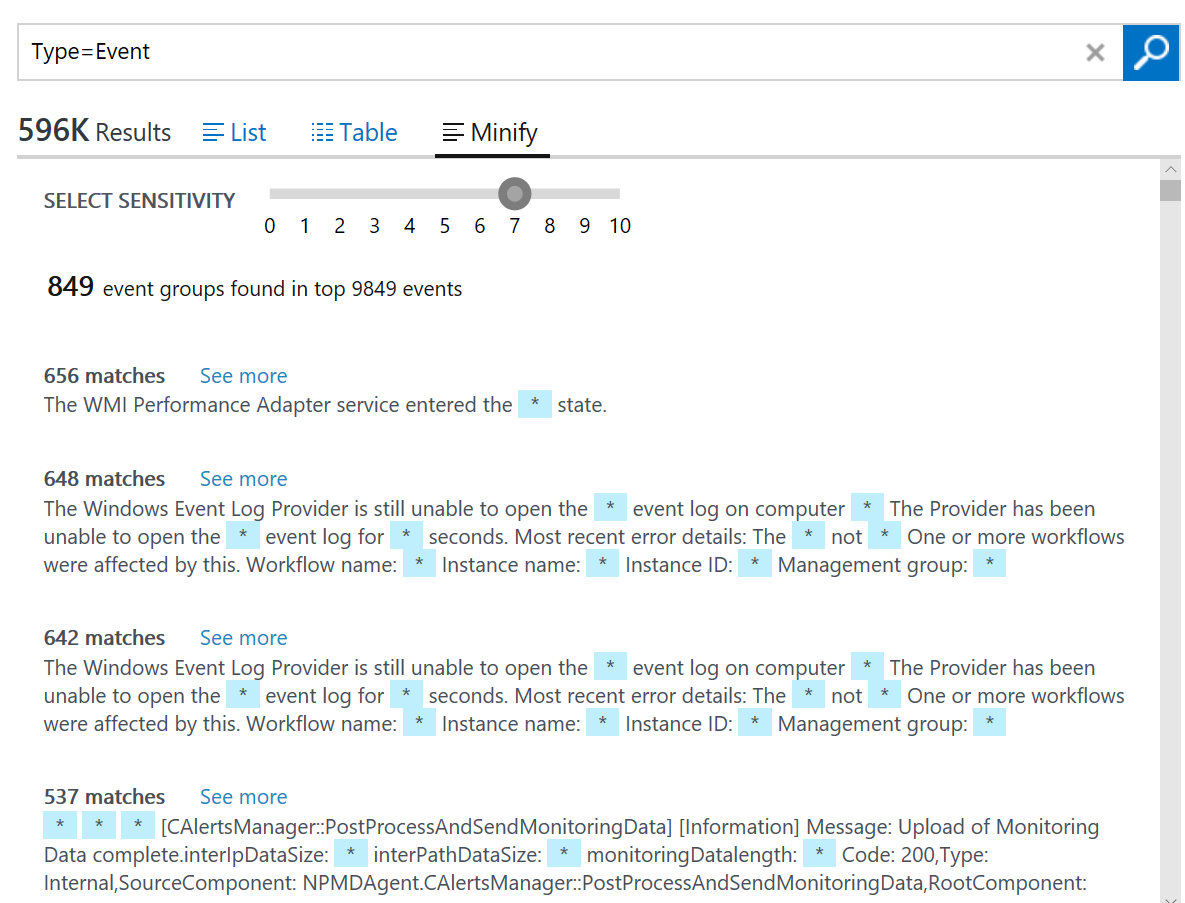 Type=Event
596K Results List Table Minify
SELECT SENSITIVITY
0 1 2 3 4 5 6 7 8 9 10
849 event groups found in top 9849 events
656 matches See more
The WMI Performance Adapter service entered the * state.
648 matches See more
The Windows Event Log Provider is still unable to open the * event log on computer * The Provider has been
unable to open the * event log for * seconds. Most recent error details: The * not * One or more workflows
were affected by this. Workflow name: * Instance name: * Instance ID: * Management group: *
642 matches See more
The Windows Event Log Provider is still unable to open the * event log on computer * The Provider has been
unable to open the * event log for * seconds. Most recent error details: The * not * One or more workflows
were affected by this. Workflow name: * Instance name: * Instance ID: * Management group: *
537 matches See more
* * * [CAlertsManager::PostProcessAndSendMonitoringData] [Information] Message: Upload of Monitoring
Data complete.interIpDataSize: * interPathDataSize: * monitoringDatalength: * Code: 200,Type:
Internal,SourceComponent: NPMDAgent.CAlertsManager::PostProcessAndSendMonitoringData,RootComponent: